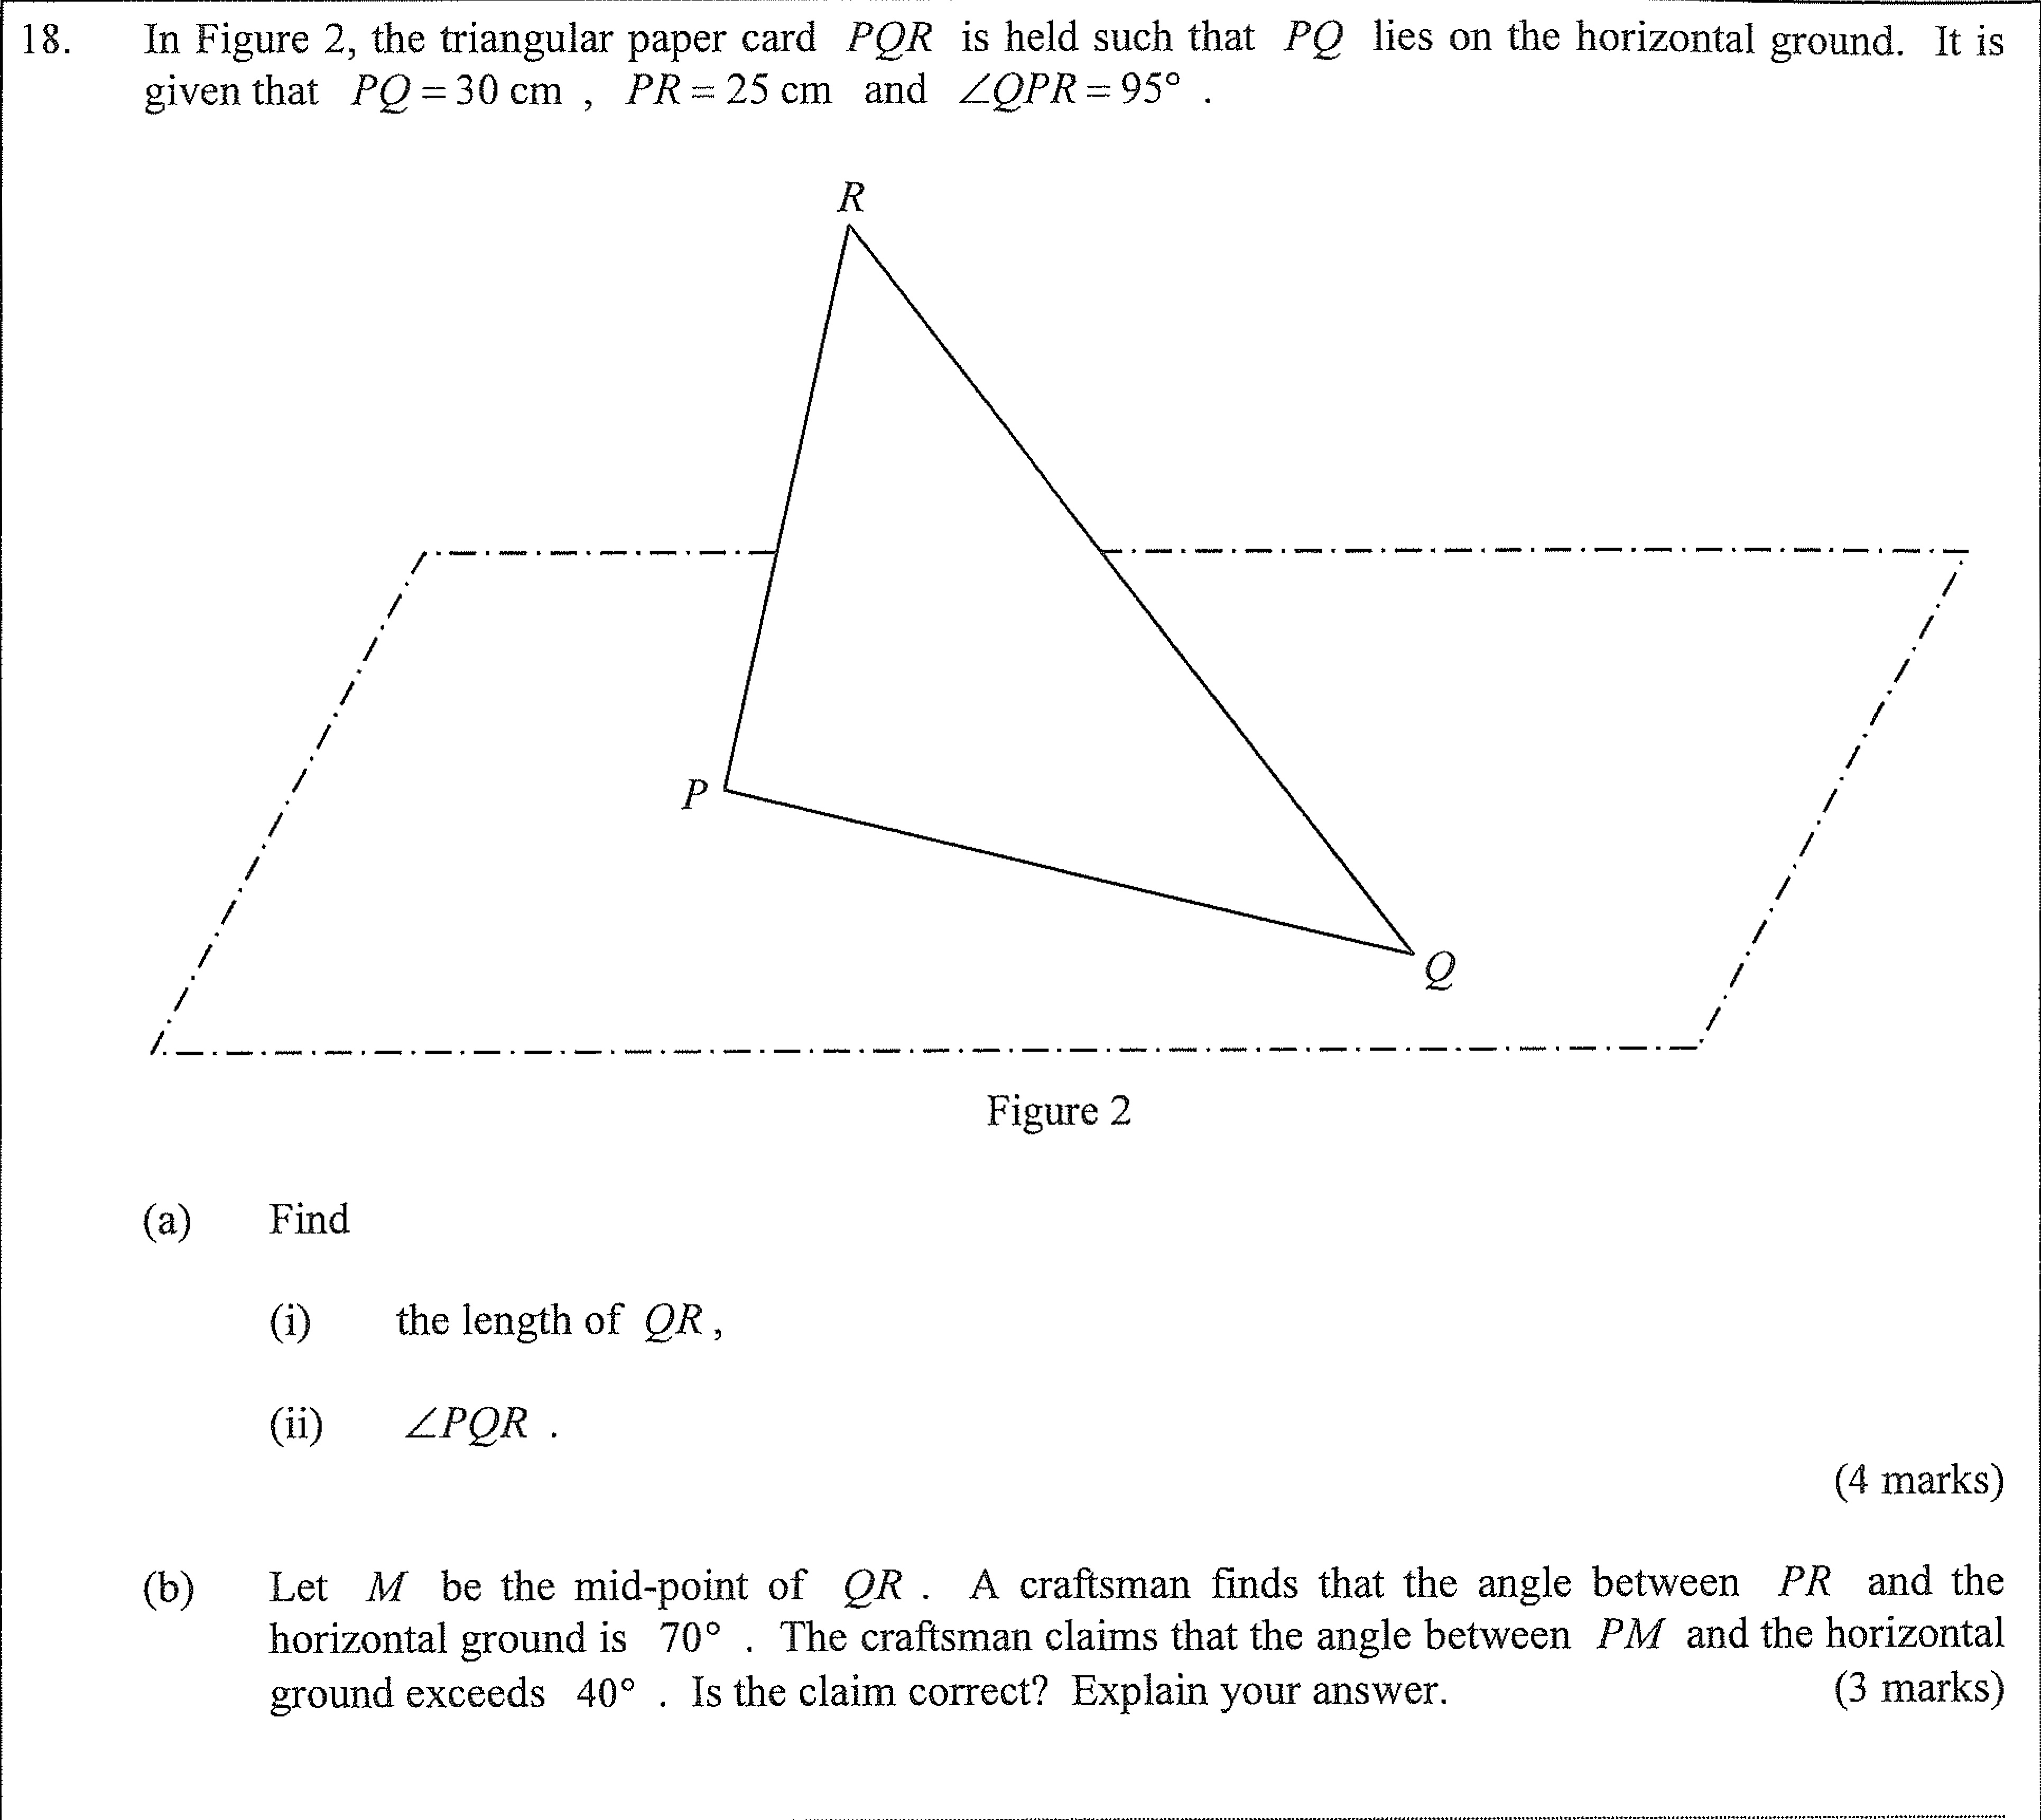 18. In Figure 2, the triangular paper card PQR is held such that PQ lies on the horizontal ground. It is
given that PQ = 30 cm , PR = 25 cm and ∠QPR = 95° .
R
P
Q
Figure 2
(a) Find
(i) the length of QR ,
(ii) ∠PQR .
(4 marks)
(b) Let M be the mid-point of QR . A craftsman finds that the angle between PR and the
horizontal ground is 70° . The craftsman claims that the angle between PM and the horizontal
ground exceeds 40° . Is the claim correct? Explain your answer. (3 marks)